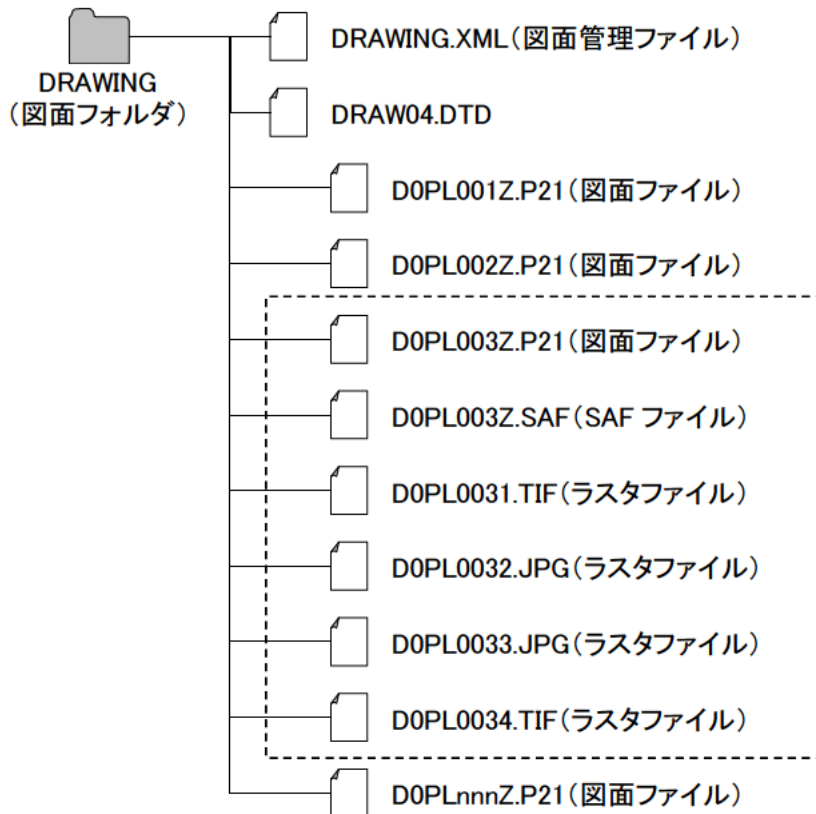 DRAWING.XML(図面管理ファイル)
DRAWING
(図面フォルダ)
DRAW04.DTD
D0PL001Z.P21(図面ファイル)
D0PL002Z.P21(図面ファイル)
D0PL003Z.P21(図面ファイル)
D0PL003Z.SAF(SAF ファイル)
D0PL0031.TIF(ラスタファイル)
D0PL0032.JPG(ラスタファイル)
D0PL0033.JPG(ラスタファイル)
D0PL0034.TIF(ラスタファイル)
D0PLnnnZ.P21(図面ファイル)